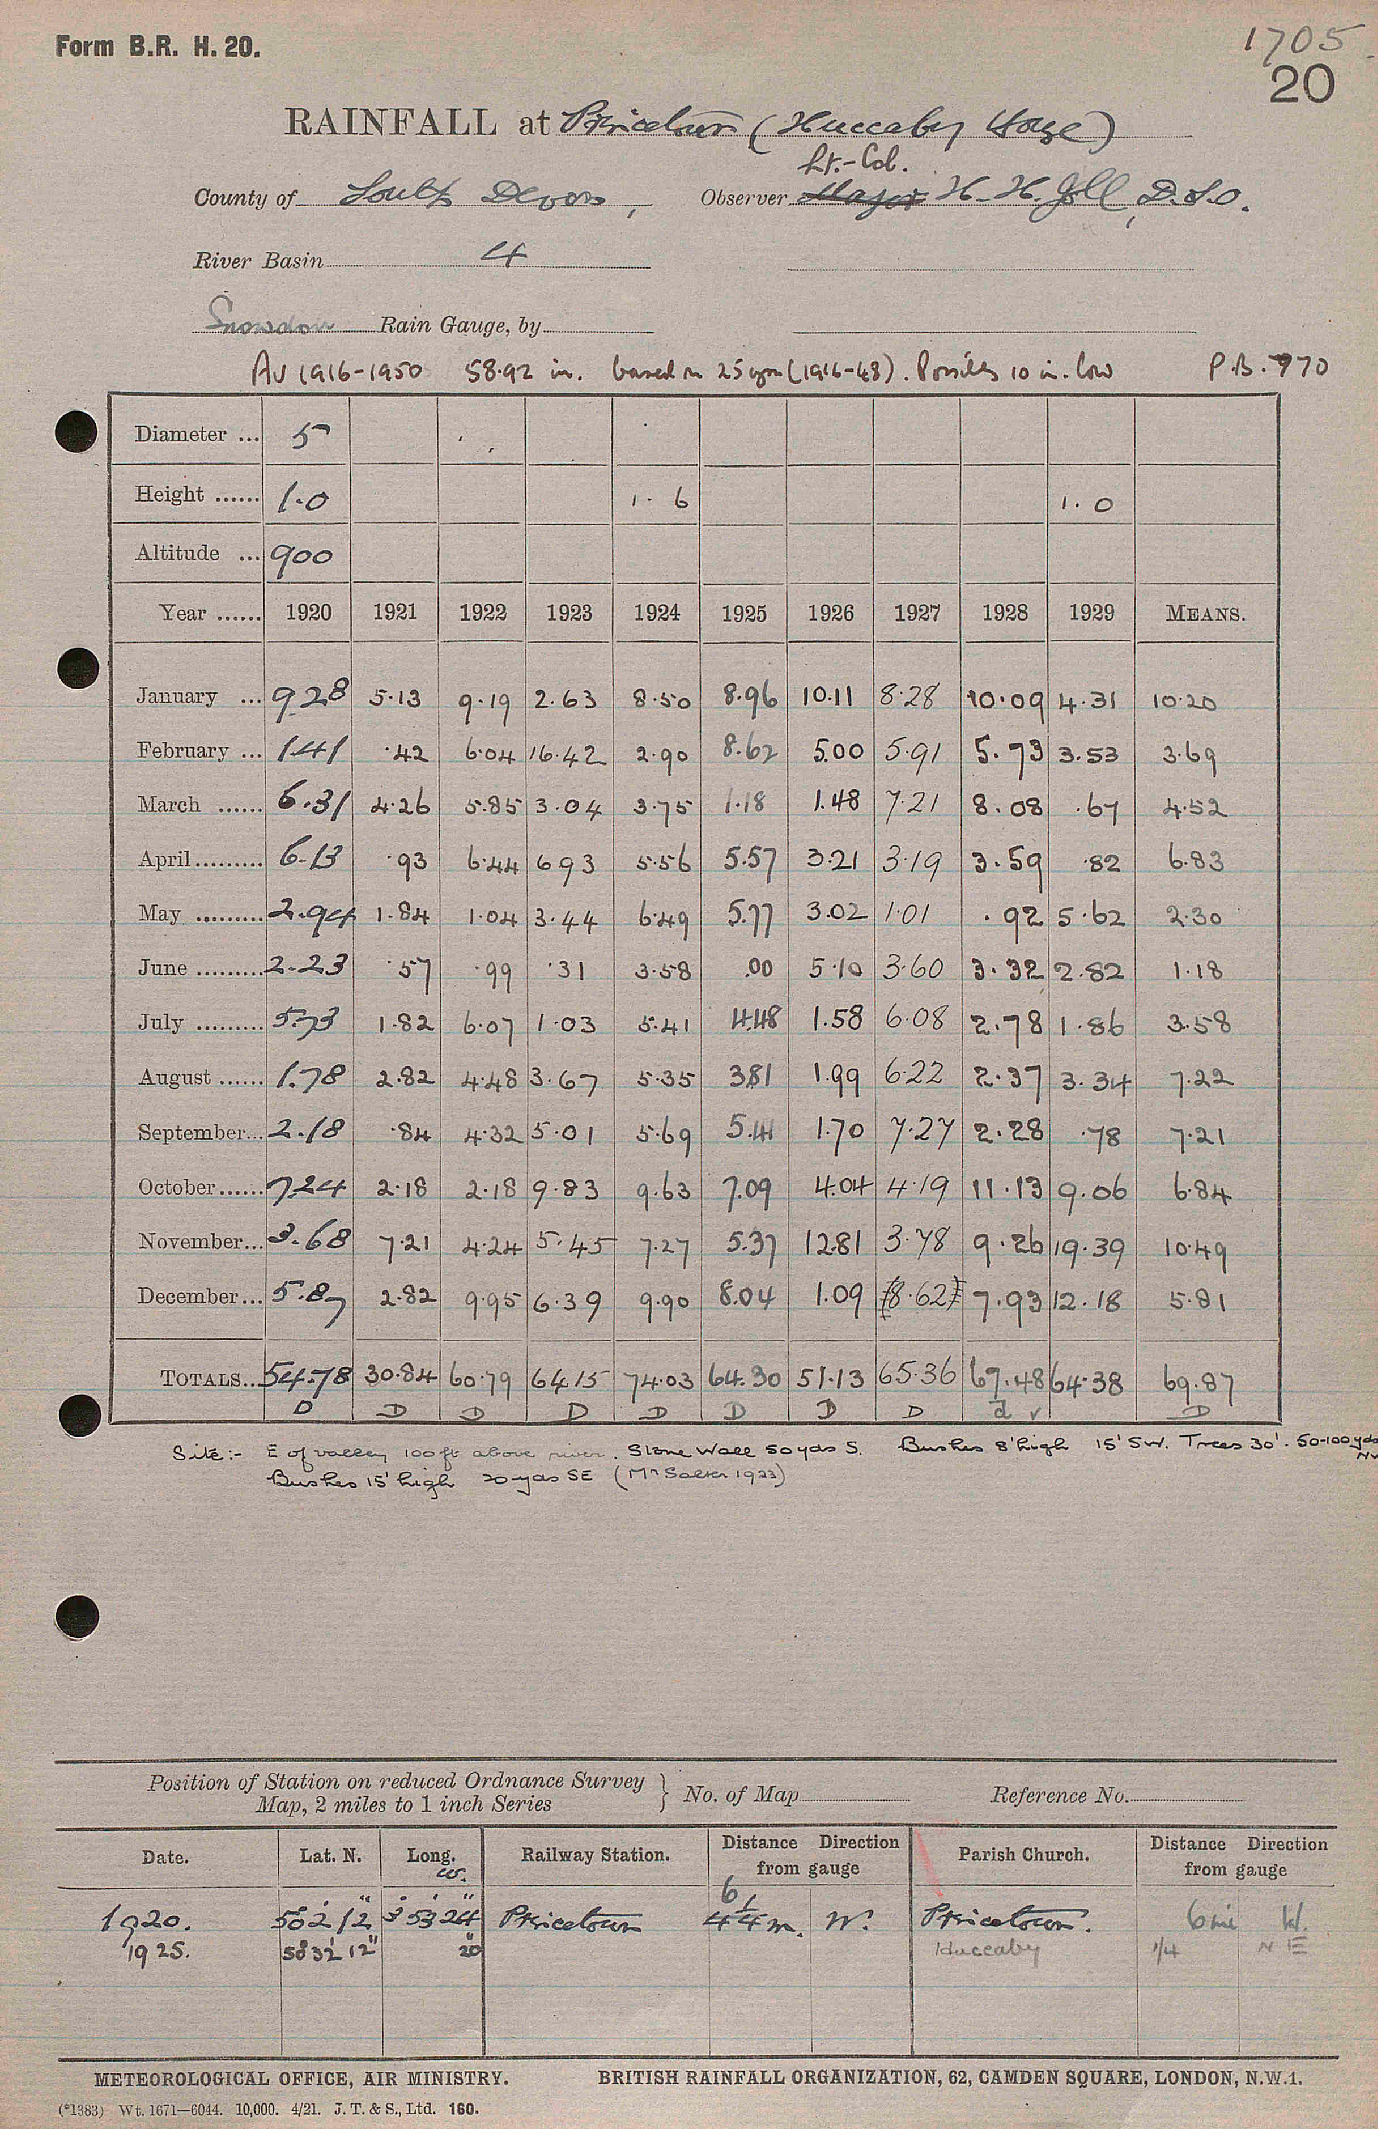 Form B.R. H. 20.
1705
20
RAINFALL at Princetown (Huccaby House)
Lt.-Col.
County of South Devon, Observer Major H. H. Joll, D.S.O.
River Basin 4
Snowdon Rain Gauge, by
Av 1916-1950 58.92 in. based on 25 yrs (1916-48). Possibly 10 in. low P.B. 770
Diameter ... 5
Height ...... 1.0 1. 6 1. 0
Altitude ... 900
Year ...... 1920 1921 1922 1923 1924 1925 1926 1927 1928 1929 MEANS.
January ... 9.28 5.13 9.19 2.63 8.50 8.96 10.11 8.28 10.09 4.31 10.20
February ... 1.41 .42 6.04 16.42 2.90 8.62 5.00 5.91 5.73 3.53 3.69
March ...... 6.31 4.26 5.85 3.04 3.75 1.18 1.48 7.21 8.08 .67 4.52
April ......... 6.13 .93 6.44 6 93 5.56 5.57 3.21 3.19 3.59 .82 6.83
May ......... 2.94 1.84 1.04 3.44 6.49 5.77 3.02 1.01 .92 5.62 2.30
June ......... 2.23 .57 .99 .31 3.58 .00 5.10 3.60 3.32 2.82 1.18
July ......... 5.73 1.82 6.07 1.03 5.41 4.48 1.58 6.08 2.78 1.86 3.58
August ...... 1.78 2.82 4.48 3.67 5.35 3.81 1.99 6.22 2.37 3.34 7.22
September... 2.18 .84 4.32 5.01 5.69 5.41 1.70 7.27 2.28 .78 7.21
October...... 7.24 2.18 2.18 9.83 9.63 7.09 4.04 4.19 11.13 9.06 6.84
November... 3.68 7.21 4.24 5.45 7.27 5.37 12.81 3.78 9.26 19.39 10.49
December... 5.87 2.82 9.95 6.39 9.90 8.04 1.09 8.62 7.93 12.18 5.81
TOTALS.. 54.78 30.84 60.79 64.15 74.03 64.30 51.13 65.36 67.48 64.38 69.87
D D D D D D D D d v D
Site:- E of valley 100ft above river. Stone Wall 50yds S. Bushes 8' high 15' SW. Trees 30'. 50-100yds NW
Bushes 15' high 20 yds SE (Mr Salter 1923)
Position of Station on reduced Ordnance Survey
Map, 2 miles to 1 inch Series } No. of Map Reference No.
Date. Lat. N. Long. W. Railway Station. Distance Direction from gauge Parish Church. Distance Direction from gauge
1920. 50° 2' 12" 3° 53' 24" Princetown 6 4¼ m. W. Princetown. 6 mi W.
1925. 50° 32' 12" 20" Huccaby 1/4 N E
METEOROLOGICAL OFFICE, AIR MINISTRY. BRITISH RAINFALL ORGANIZATION, 62, CAMDEN SQUARE, LONDON, N.W.1.
(*1383) Wt. 1671—6044. 10,000. 4/21. J. T. & S., Ltd. 160.